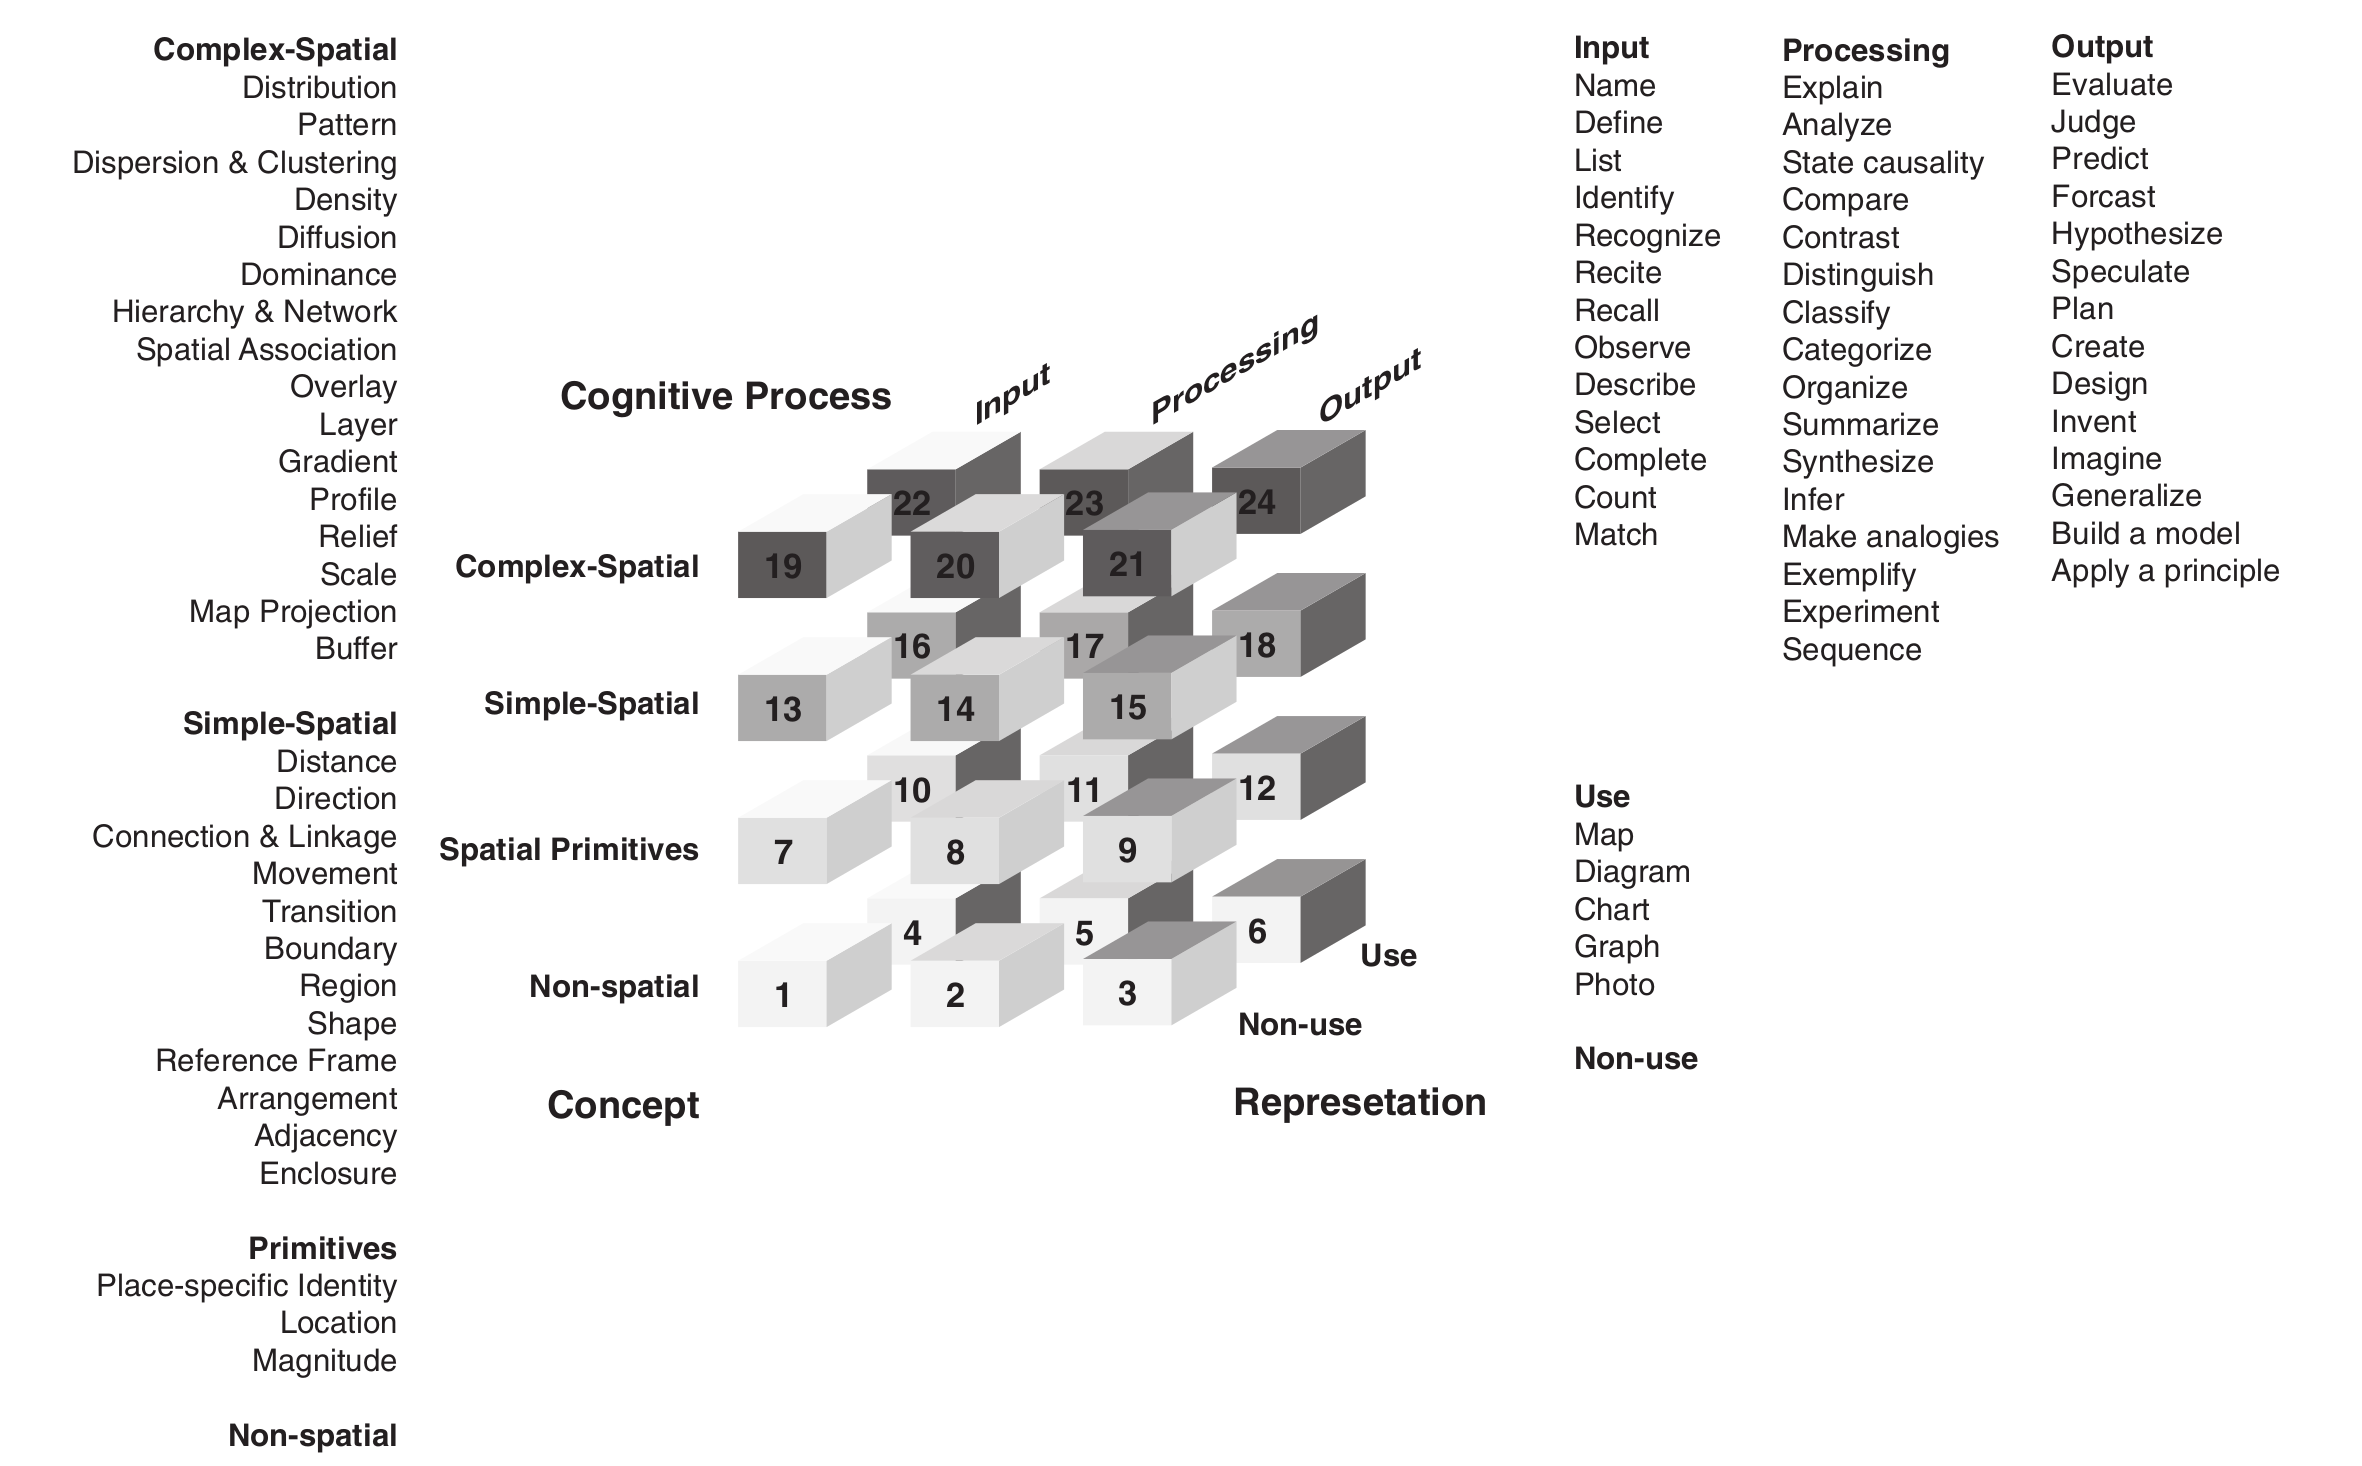 Complex-Spatial
Distribution
Pattern
Dispersion & Clustering
Density
Diffusion
Dominance
Hierarchy & Network
Spatial Association
Overlay
Layer
Gradient
Profile
Relief
Scale
Map Projection
Buffer
Simple-Spatial
Distance
Direction
Connection & Linkage
Movement
Transition
Boundary
Region
Shape
Reference Frame
Arrangement
Adjacency
Enclosure
Primitives
Place-specific Identity
Location
Magnitude
Non-spatial
Cognitive Process
Input
Processing
Output
22
23
24
Complex-Spatial
19
20
21
16
17
18
Simple-Spatial
13
14
15
10
11
12
Spatial Primitives
7
8
9
4
5
6
Use
Non-spatial
1
2
3
Non-use
Concept
Represetation
Input
Name
Define
List
Identify
Recognize
Recite
Recall
Observe
Describe
Select
Complete
Count
Match
Processing
Explain
Analyze
State causality
Compare
Contrast
Distinguish
Classify
Categorize
Organize
Summarize
Synthesize
Infer
Make analogies
Exemplify
Experiment
Sequence
Output
Evaluate
Judge
Predict
Forcast
Hypothesize
Speculate
Plan
Create
Design
Invent
Imagine
Generalize
Build a model
Apply a principle
Use
Map
Diagram
Chart
Graph
Photo
Non-use